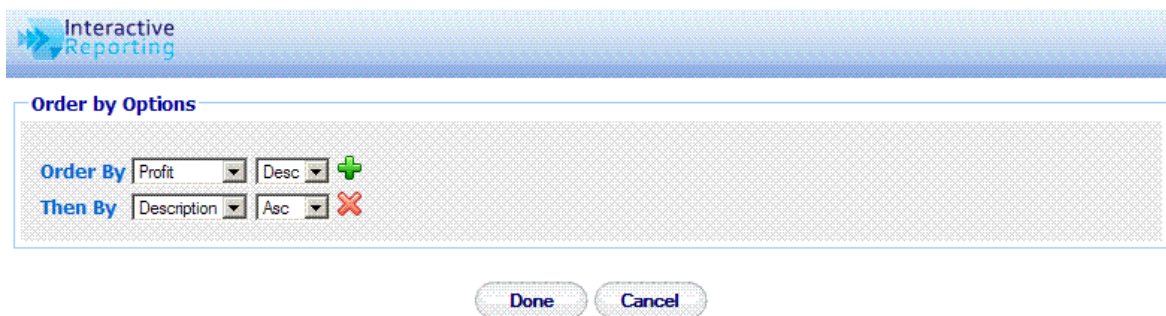 Interactive
Reporting
Order by Options
Order By Profit Desc
Then By Description Asc
Done Cancel